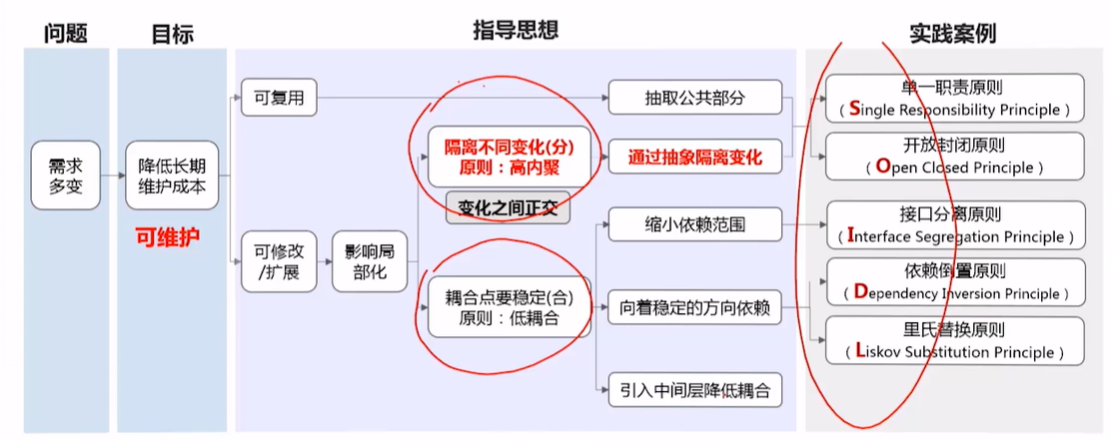 问题
目标
指导思想
实践案例
需求
多变
降低长期
维护成本
可维护
可复用
可修改
/扩展
影响局
部化
隔离不同变化(分)
原则：高内聚
变化之间正交
耦合点要稳定(合)
原则：低耦合
抽取公共部分
通过抽象隔离变化
缩小依赖范围
向着稳定的方向依赖
引入中间层降低耦合
单一职责原则
（Single Responsibility Principle）
开放封闭原则
（Open Closed Principle）
接口分离原则
（Interface Segregation Principle）
依赖倒置原则
（Dependency Inversion Principle）
里氏替换原则
（Liskov Substitution Principle）